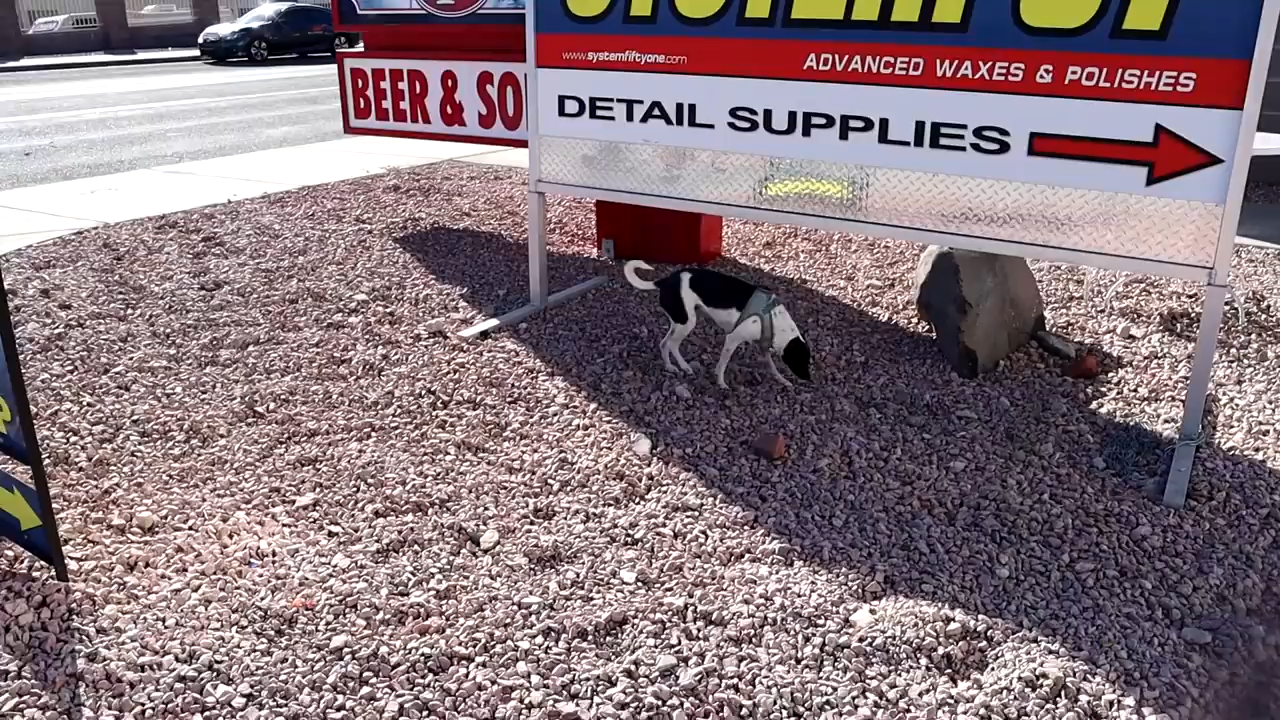 www.systemfiftyone.com
ADVANCED WAXES & POLISHES
BEER & SO
DETAIL SUPPLIES